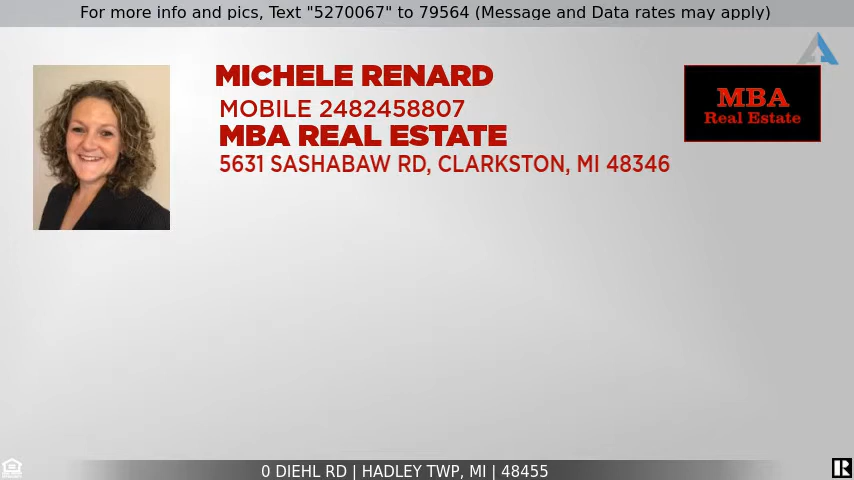 For more info and pics, Text "5270067" to 79564 (Message and Data rates may apply)
MICHELE RENARD
MOBILE 2482458807
MBA REAL ESTATE
5631 SASHABAW RD, CLARKSTON, MI 48346
MBA
Real Estate
0 DIEHL RD | HADLEY TWP, MI | 48455